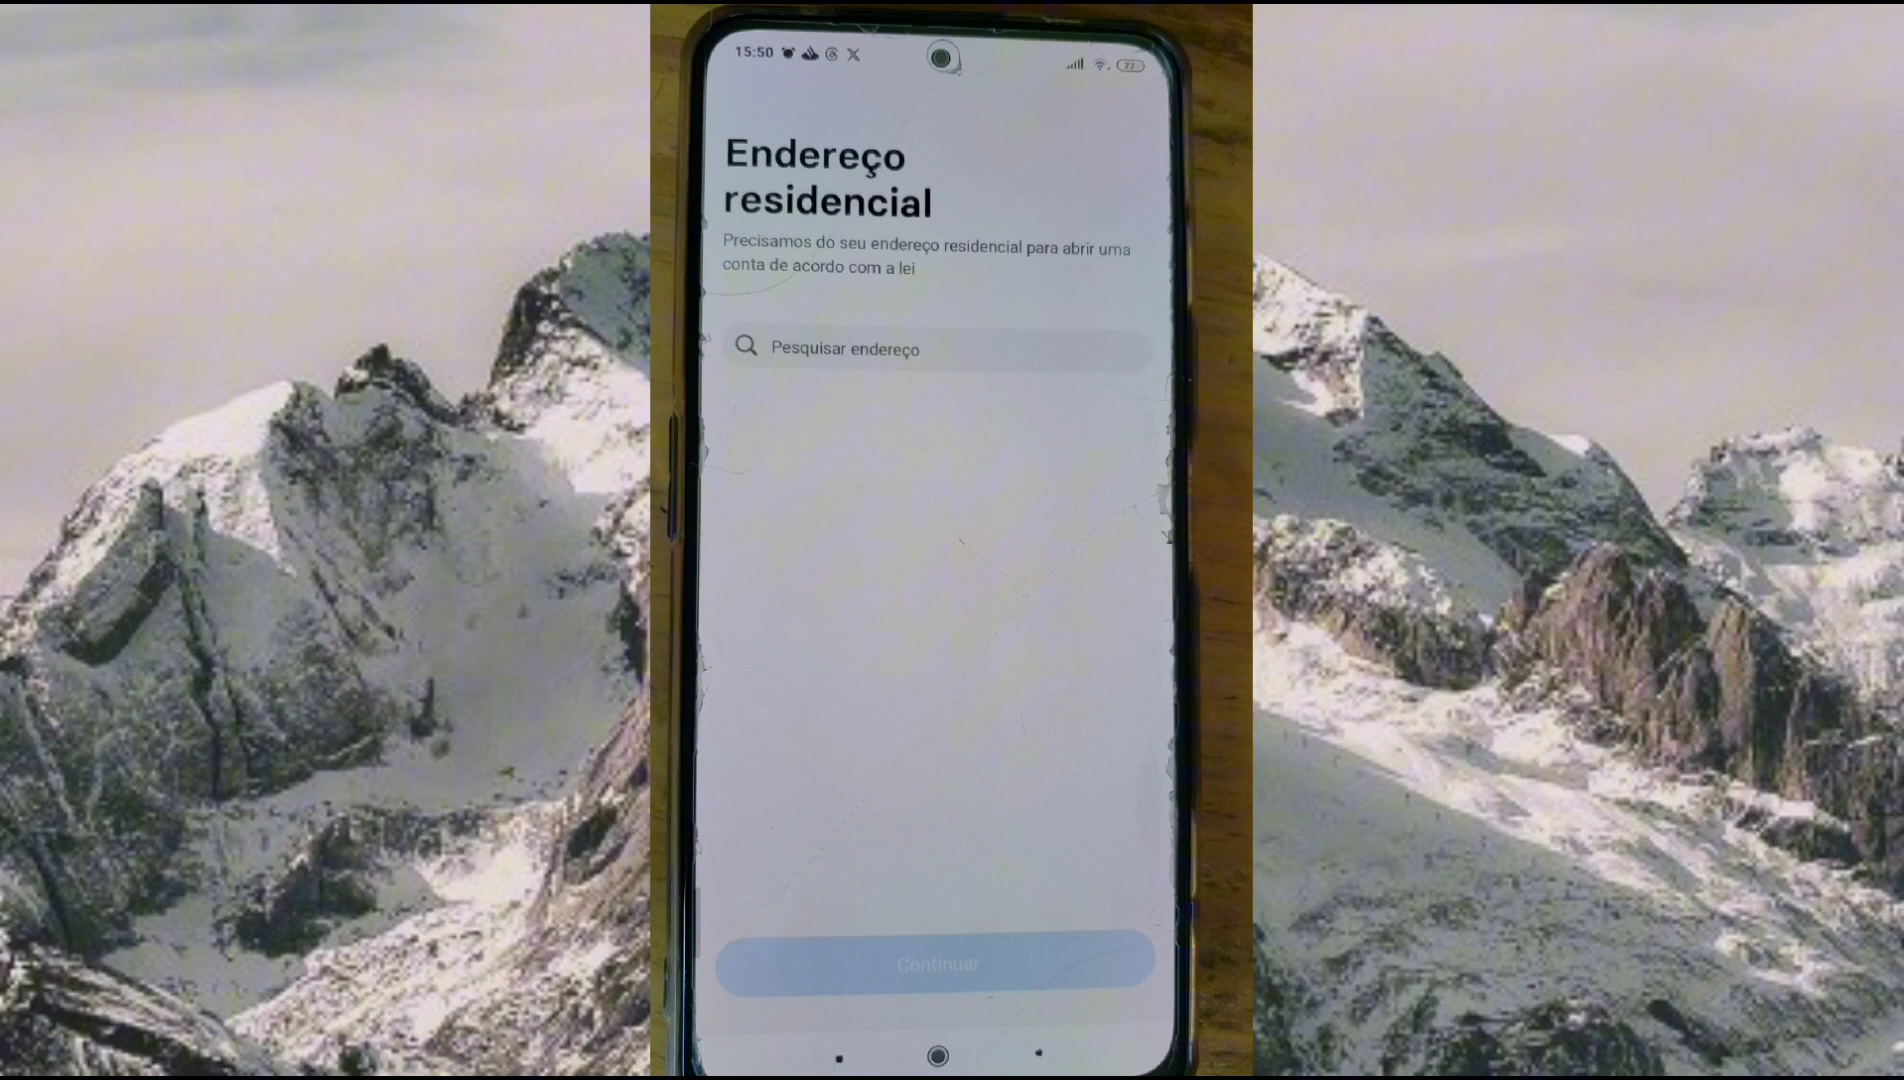 15:50
77
Endereço
residencial
Precisamos do seu endereço residencial para abrir uma
conta de acordo com a lei
Pesquisar endereço
Continuar